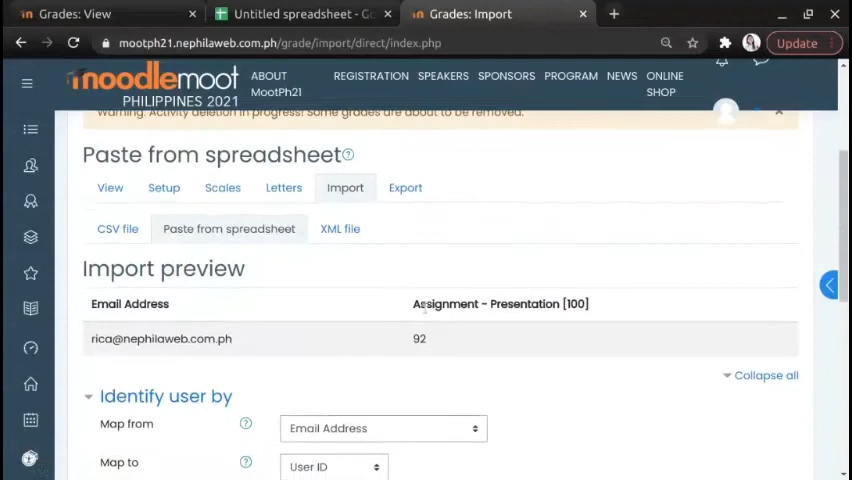 Grades: View
Untitled spreadsheet - Go
Grades: Import
mootph21.nephilaweb.com.ph/grade/import/direct/index.php
Update
moodlemoot
PHILIPPINES 2021
ABOUT
MootPh21
REGISTRATION
SPEAKERS
SPONSORS
PROGRAM
NEWS
ONLINE
SHOP
Warning: Activity deletion in progress! Some grades are about to be removed.
Paste from spreadsheet
View
Setup
Scales
Letters
Import
Export
CSV file
Paste from spreadsheet
XML file
Import preview
Email Address
Assignment - Presentation [100]
rica@nephilaweb.com.ph
92
Collapse all
Identify user by
Map from
Email Address
Map to
User ID